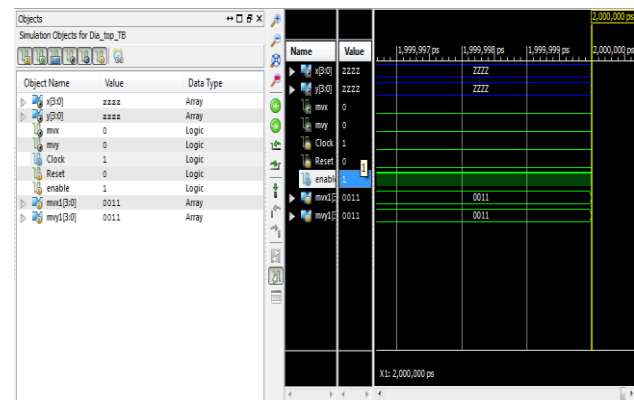 Objects
Simulation Objects for Dia_top_TB
Object Name Value Data Type
x[3:0] zzzz Array
y[3:0] zzzz Array
mvx 0 Logic
mvy 0 Logic
Clock 1 Logic
Reset 0 Logic
enable 1 Logic
mvx1[3:0] 0011 Array
mvy1[3:0] 0011 Array
2,000,000 ps
Name Value 1,999,997 ps 1,999,998 ps 1,999,999 ps 2,000,000 ps
x[3:0] ZZZZ ZZZZ
y[3:0] ZZZZ ZZZZ
mvx 0
mvy 0
Clock 1
Reset 0
1
enabl 1
mvx1[3 0011 0011
mvy1[3 0011 0011
X1: 2,000,000 ps